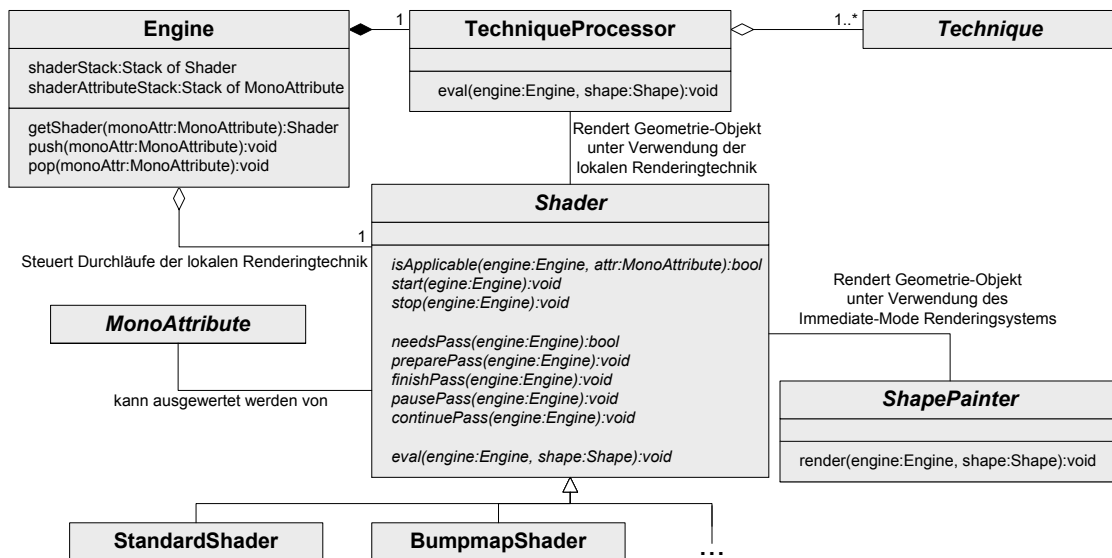 Engine
shaderStack:Stack of Shader
shaderAttributeStack:Stack of MonoAttribute
getShader(monoAttr:MonoAttribute):Shader
push(monoAttr:MonoAttribute):void
pop(monoAttr:MonoAttribute):void
1
TechniqueProcessor
eval(engine:Engine, shape:Shape):void
1..*
Technique
Rendert Geometrie-Objekt
unter Verwendung der
lokalen Renderingtechnik
1
Steuert Durchläufe der lokalen Renderingtechnik
Shader
isApplicable(engine:Engine, attr:MonoAttribute):bool
start(egine:Engine):void
stop(engine:Engine):void
needsPass(engine:Engine):bool
preparePass(engine:Engine):void
finishPass(engine:Engine):void
pausePass(engine:Engine):void
continuePass(engine:Engine):void
eval(engine:Engine, shape:Shape):void
MonoAttribute
kann ausgewertet werden von
Rendert Geometrie-Objekt
unter Verwendung des
Immediate-Mode Renderingsystems
ShapePainter
render(engine:Engine, shape:Shape):void
StandardShader
BumpmapShader
...